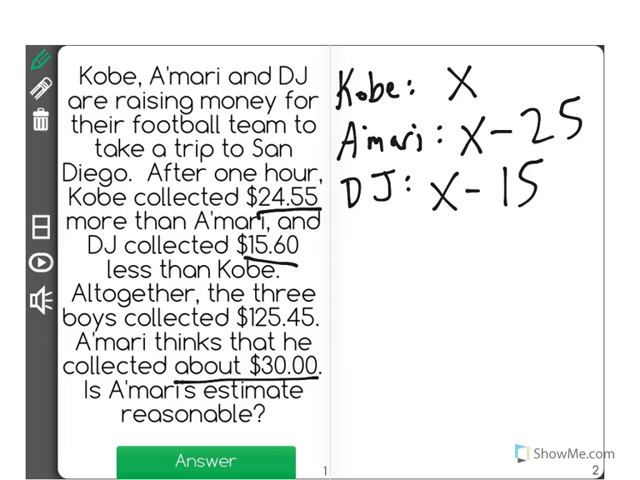 Kobe, A'mari and DJ
are raising money for
their football team to
take a trip to San
Diego. After one hour,
Kobe collected $24.55
more than A'mari, and
DJ collected $15.60
less than Kobe.
Altogether, the three
boys collected $125.45.
A'mari thinks that he
collected about $30.00.
Is A'mari's estimate
reasonable?
Answer
1
Kobe: X
A'mari: X-25
DJ: X-15
ShowMe.com
2